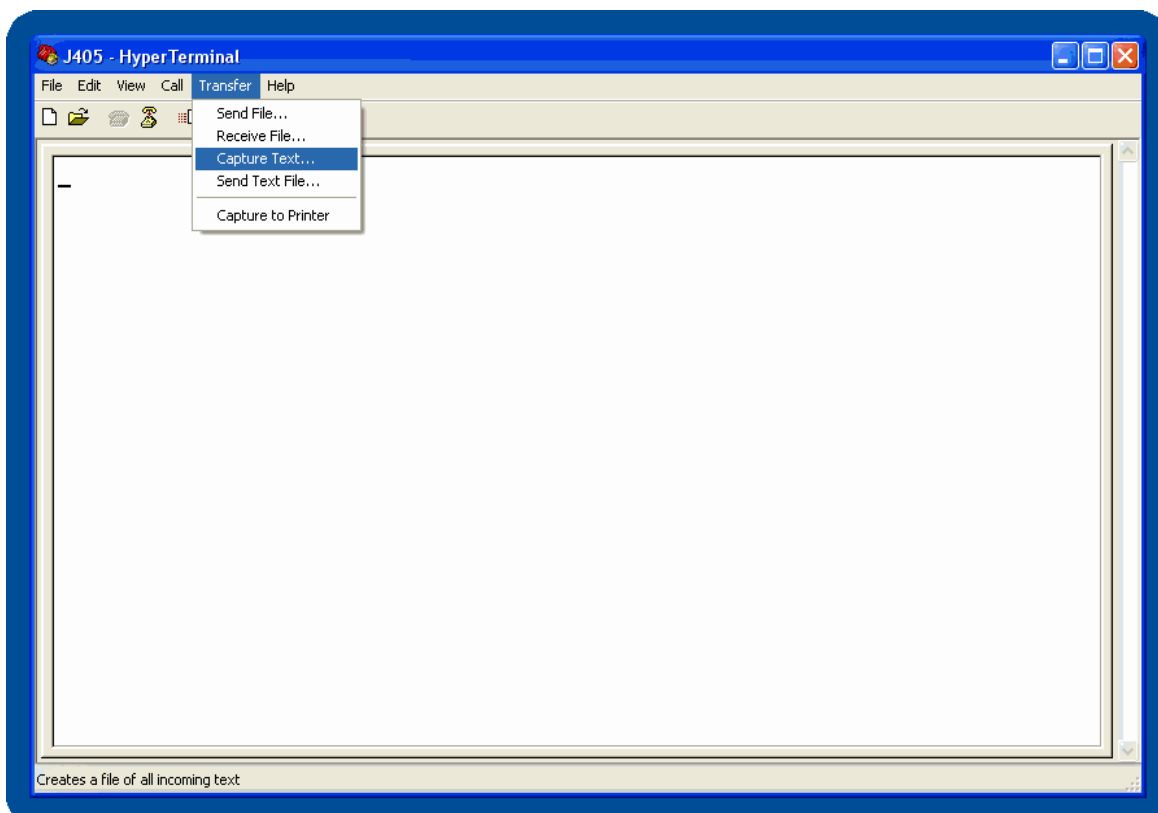 J405 - HyperTerminal
File Edit View Call Transfer Help
Send File...
Receive File...
Capture Text...
Send Text File...
Capture to Printer
Creates a file of all incoming text